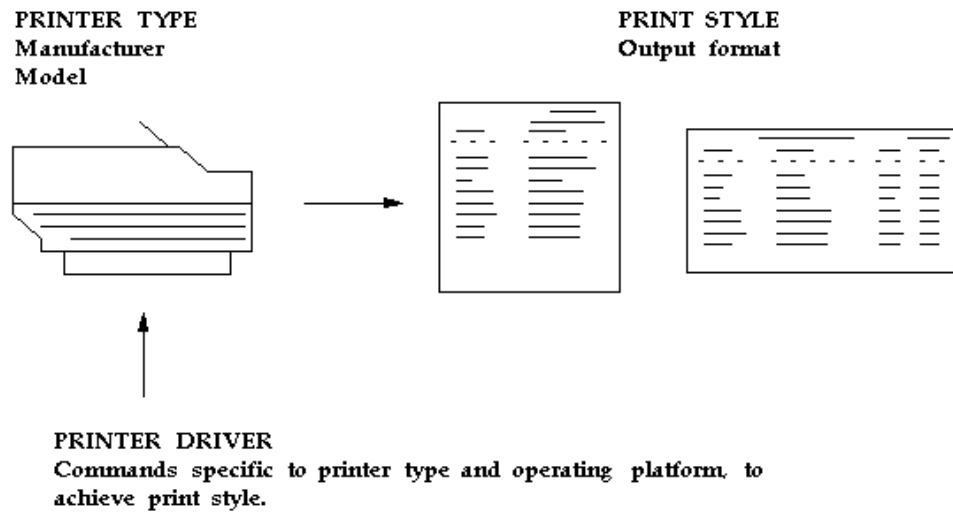 PRINTER TYPE
Manufacturer
Model
PRINT STYLE
Output format
PRINTER DRIVER
Commands specific to printer type and operating platform, to
achieve print style.